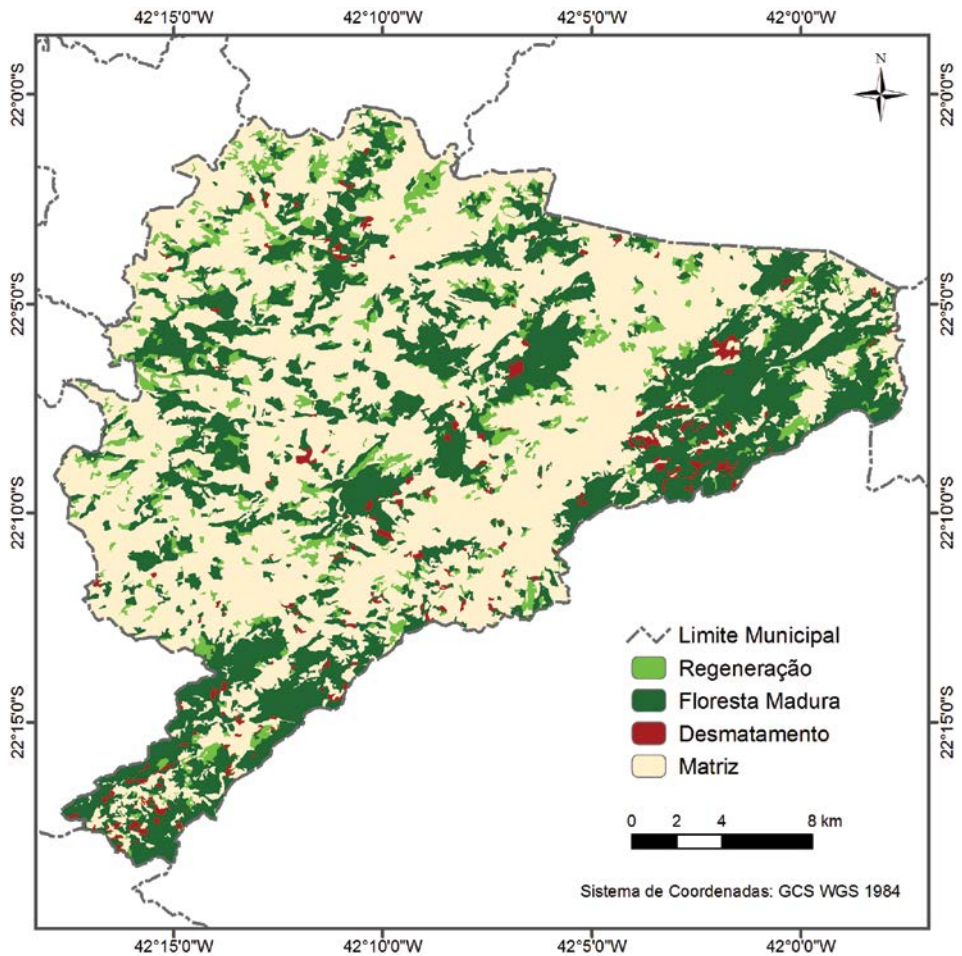 42°15'0"W 42°10'0"W 42°5'0"W 42°0'0"W
N
22°0'0"S 22°0'0"S
22°5'0"S 22°5'0"S
22°10'0"S 22°10'0"S
Limite Municipal
Regeneração
Floresta Madura
22°15'0"S 22°15'0"S
Desmatamento
Matriz
0 2 4 8 km
Sistema de Coordenadas: GCS WGS 1984
42°15'0"W 42°10'0"W 42°5'0"W 42°0'0"W